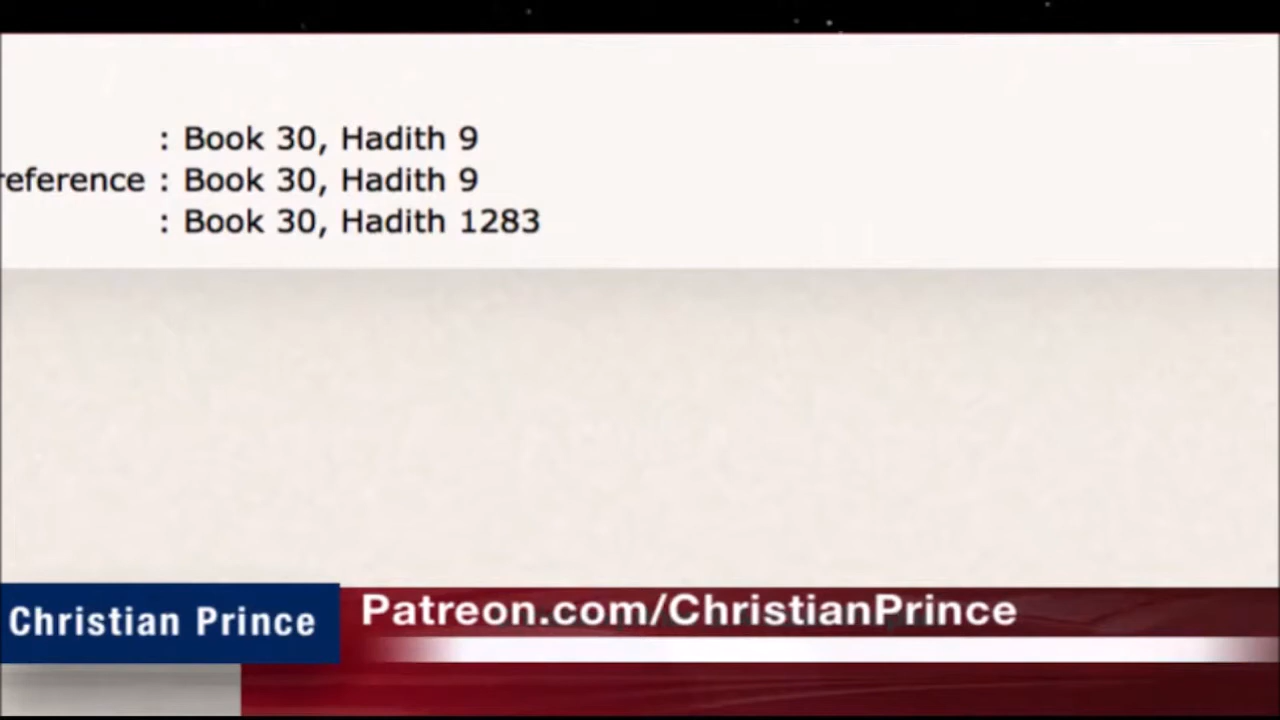 : Book 30, Hadith 9
reference : Book 30, Hadith 9
: Book 30, Hadith 1283
Christian Prince
Patreon.com/ChristianPrince